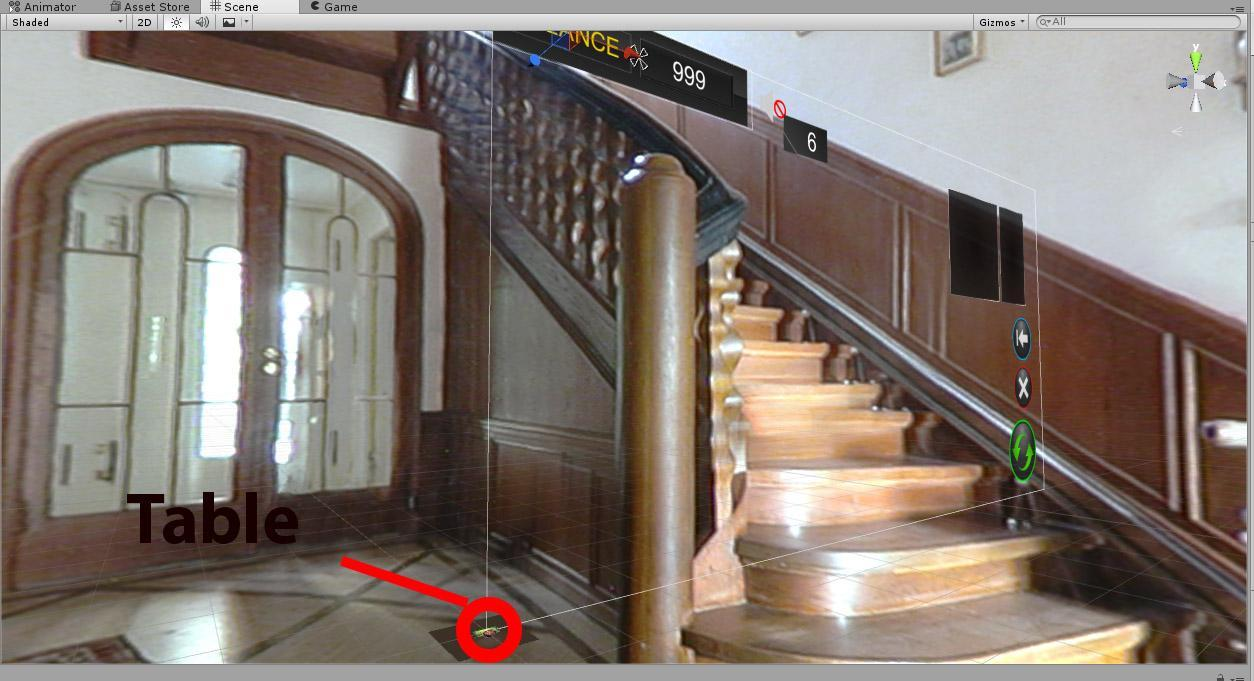 Animator Asset Store Scene Game
Shaded 2D Gizmos All
y
999
6
Table